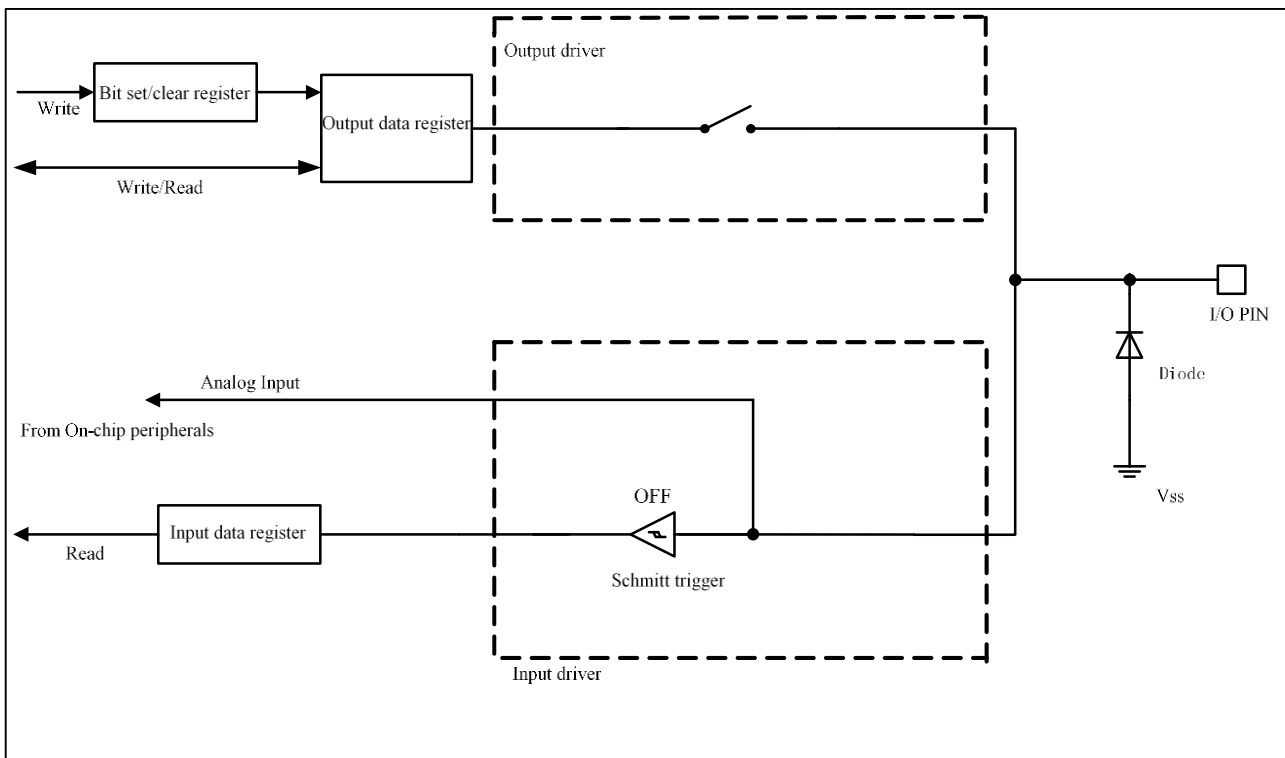 Output driver
Bit set/clear register
Write
Output data register
Write/Read
I/O PIN
Diode
Analog Input
From On-chip peripherals
Vss
OFF
Input data register
Read
Schmitt trigger
Input driver